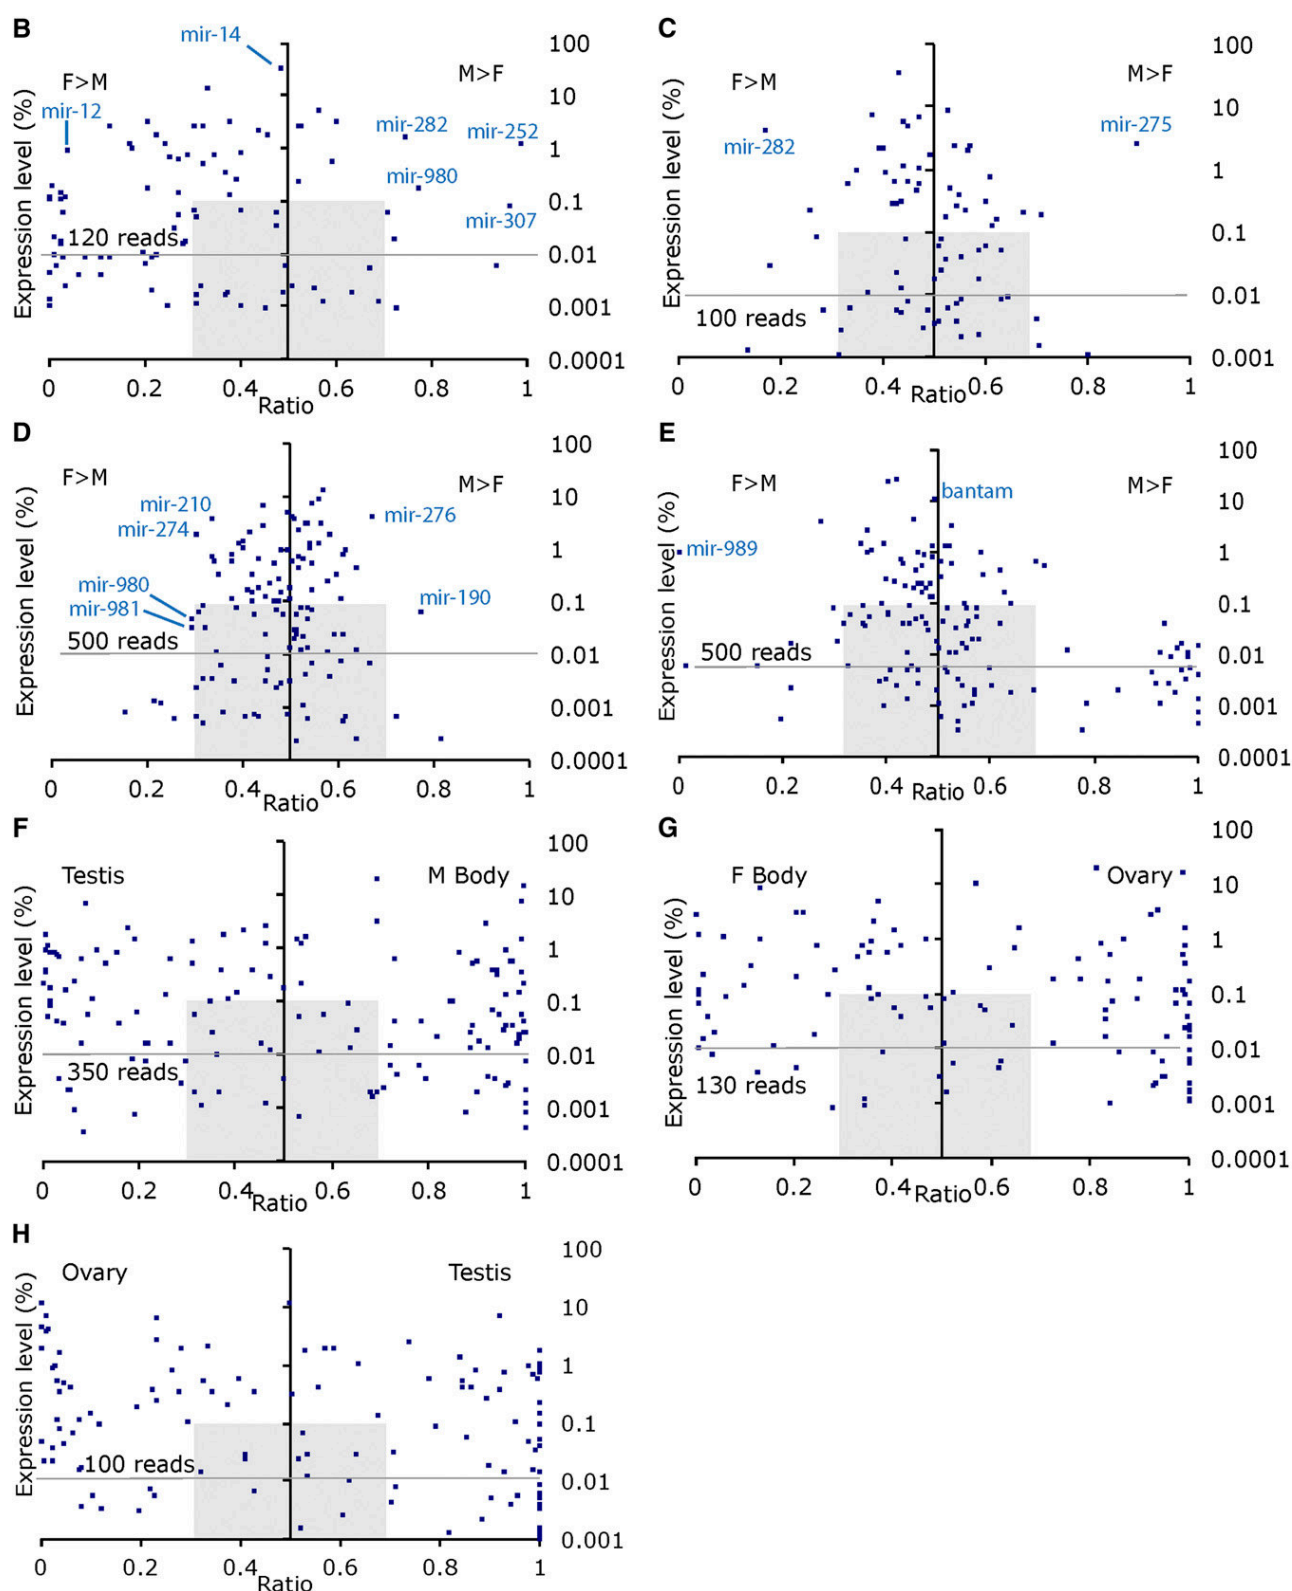 B
mir-14
F>M
M>F
mir-12
mir-282
mir-252
mir-980
mir-307
120 reads
Expression level (%)
100
10
1
0.1
0.01
0.001
0.0001
0 0.2 0.4 0.6 0.8 1
Ratio
C
F>M
M>F
mir-282
mir-275
100 reads
Expression level (%)
100
10
1
0.1
0.01
0.001
0 0.2 0.4 0.6 0.8 1
Ratio
D
F>M
M>F
mir-210
mir-274
mir-276
mir-980
mir-981
mir-190
500 reads
Expression level (%)
100
10
1
0.1
0.01
0.001
0.0001
0 0.2 0.4 0.6 0.8 1
Ratio
E
F>M
M>F
bantam
mir-989
500 reads
Expression level (%)
100
10
1
0.1
0.01
0.001
0.0001
0 0.2 0.4 0.6 0.8 1
Ratio
F
Testis
M Body
350 reads
Expression level (%)
100
10
1
0.1
0.01
0.001
0.0001
0 0.2 0.4 0.6 0.8 1
Ratio
G
F Body
Ovary
130 reads
Expression level (%)
100
10
1
0.1
0.01
0.001
0.0001
0 0.2 0.4 0.6 0.8 1
Ratio
H
Ovary
Testis
100 reads
Expression level (%)
100
10
1
0.1
0.01
0.001
0 0.2 0.4 0.6 0.8 1
Ratio